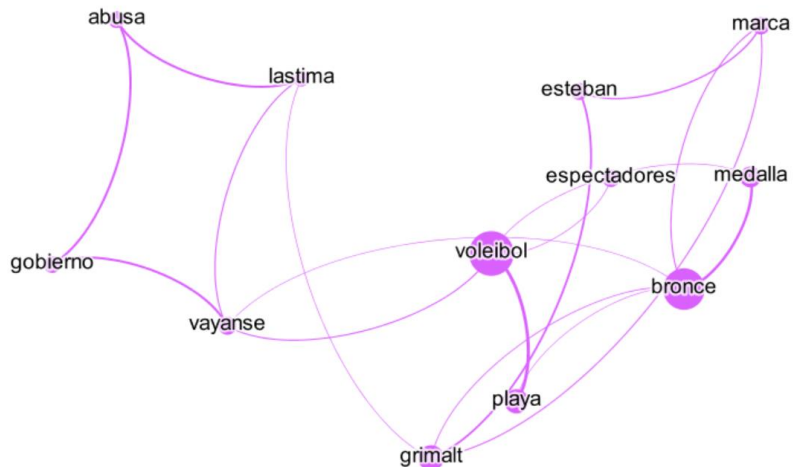 abusa
marca
lastima
esteban
espectadores
medalla
voleibol
gobierno
bronce
vayanse
playa
grimalt